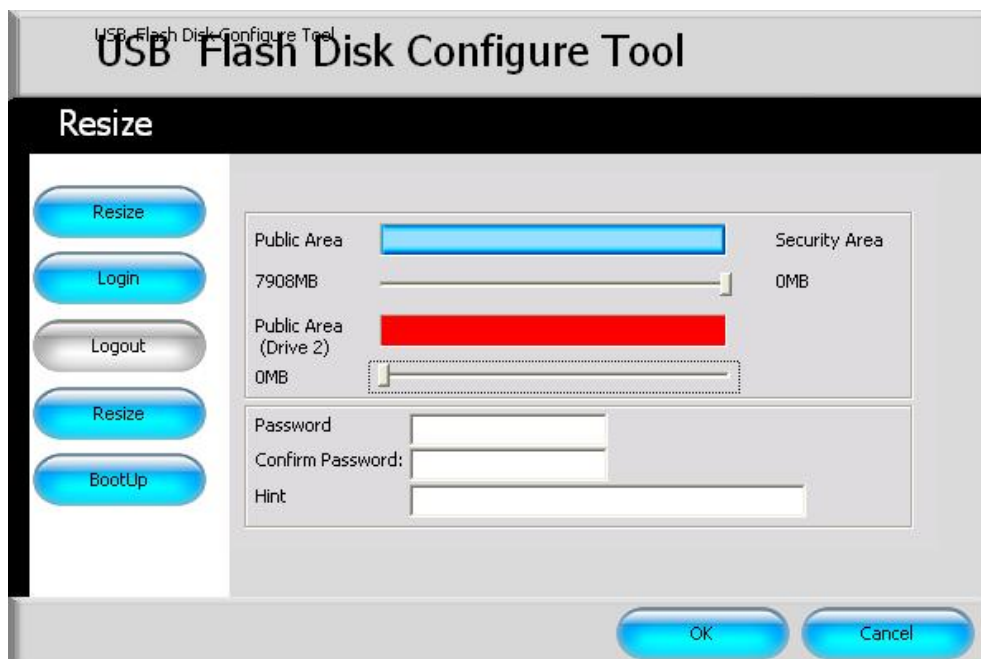 USB Flash Disk Configure Tool
USB Flash Disk Configure Tool
Resize
Resize
Login
Logout
Resize
BootUp
Public Area
Security Area
7908MB
0MB
Public Area
(Drive 2)
0MB
Password
Confirm Password:
Hint
OK
Cancel